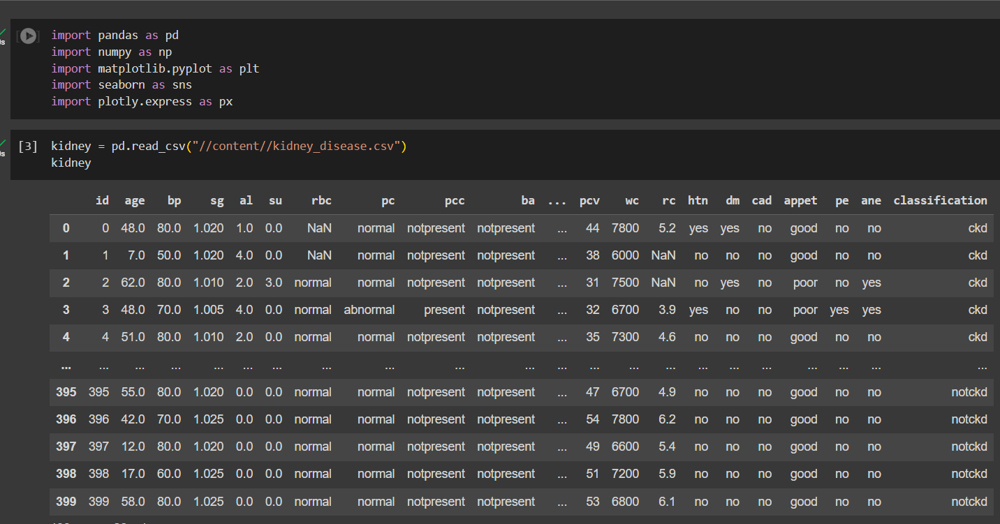 import pandas as pd
import numpy as np
import matplotlib.pyplot as plt
import seaborn as sns
import plotly.express as px
[3] kidney = pd.read_csv("//content//kidney_disease.csv")
kidney
id age bp sg al su rbc pc pcc ba ... pcv wc rc htn dm cad appet pe ane classification
0 0 48.0 80.0 1.020 1.0 0.0 NaN normal notpresent notpresent ... 44 7800 5.2 yes yes no good no no ckd
1 1 7.0 50.0 1.020 4.0 0.0 NaN normal notpresent notpresent ... 38 6000 NaN no no no good no no ckd
2 2 62.0 80.0 1.010 2.0 3.0 normal normal notpresent notpresent ... 31 7500 NaN no yes no poor no yes ckd
3 3 48.0 70.0 1.005 4.0 0.0 normal abnormal present notpresent ... 32 6700 3.9 yes no no poor yes yes ckd
4 4 51.0 80.0 1.010 2.0 0.0 normal normal notpresent notpresent ... 35 7300 4.6 no no no good no no ckd
... ... ... ... ... ... ... ... ... ... ... ... ... ... ... ... ... ... ... ... ... ...
395 395 55.0 80.0 1.020 0.0 0.0 normal normal notpresent notpresent ... 47 6700 4.9 no no no good no no notckd
396 396 42.0 70.0 1.025 0.0 0.0 normal normal notpresent notpresent ... 54 7800 6.2 no no no good no no notckd
397 397 12.0 80.0 1.020 0.0 0.0 normal normal notpresent notpresent ... 49 6600 5.4 no no no good no no notckd
398 398 17.0 60.0 1.025 0.0 0.0 normal normal notpresent notpresent ... 51 7200 5.9 no no no good no no notckd
399 399 58.0 80.0 1.025 0.0 0.0 normal normal notpresent notpresent ... 53 6800 6.1 no no no good no no notckd